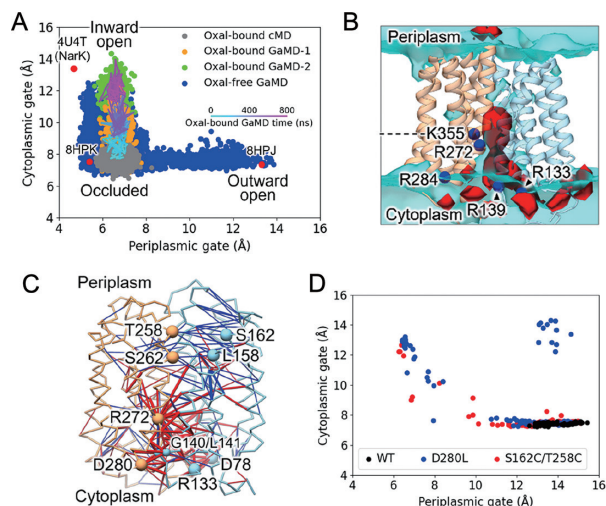 A
16
14
12
10
8
6
4
Cytoplasmic gate (Å)
4
6
8
10
12
14
16
Periplasmic gate (Å)
4U4T
(NarK)
Inward
open
Oxal-bound cMD
Oxal-bound GaMD-1
Oxal-bound GaMD-2
Oxal-free GaMD
0 400 800
Oxal-bound GaMD time (ns)
8HPK
8HPJ
Occluded
Outward
open
B
Periplasm
K355
R272
R284
R133
R139
Cytoplasm
C
Periplasm
T258
S162
S262
L158
R272
G140/L141
D280
D78
R133
Cytoplasm
D
16
14
12
10
8
6
4
Cytoplasmic gate (Å)
WT
D280L
S162C/T258C
4 6 8 10 12 14 16
Periplasmic gate (Å)